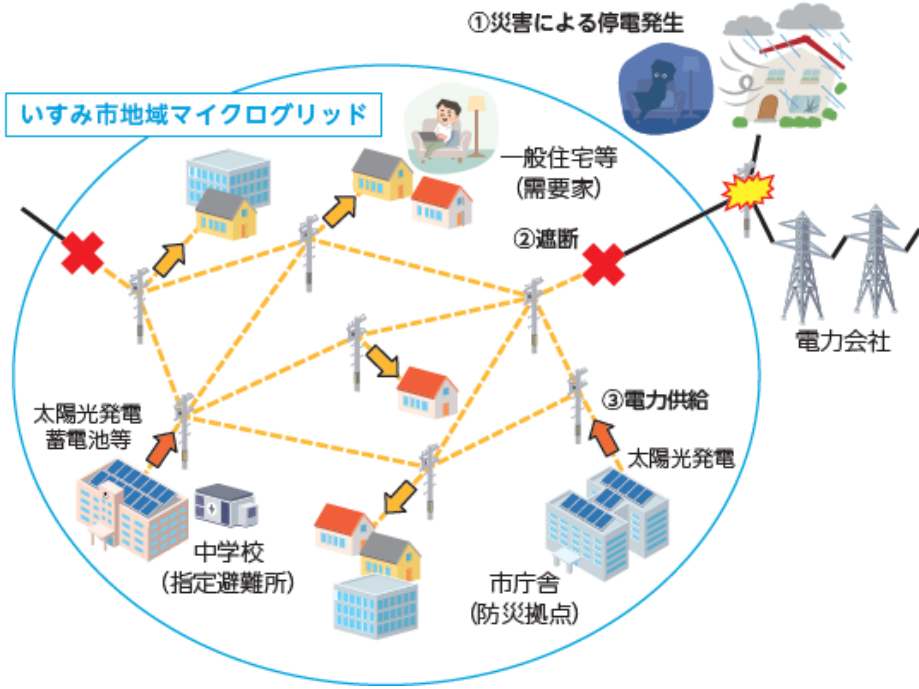 ①災害による停電発生
いすみ市地域マイクログリッド
一般住宅等
(需要家)
②遮断
電力会社
③電力供給
太陽光発電
蓄電池等
太陽光発電
中学校
(指定避難所)
市庁舎
(防災拠点)